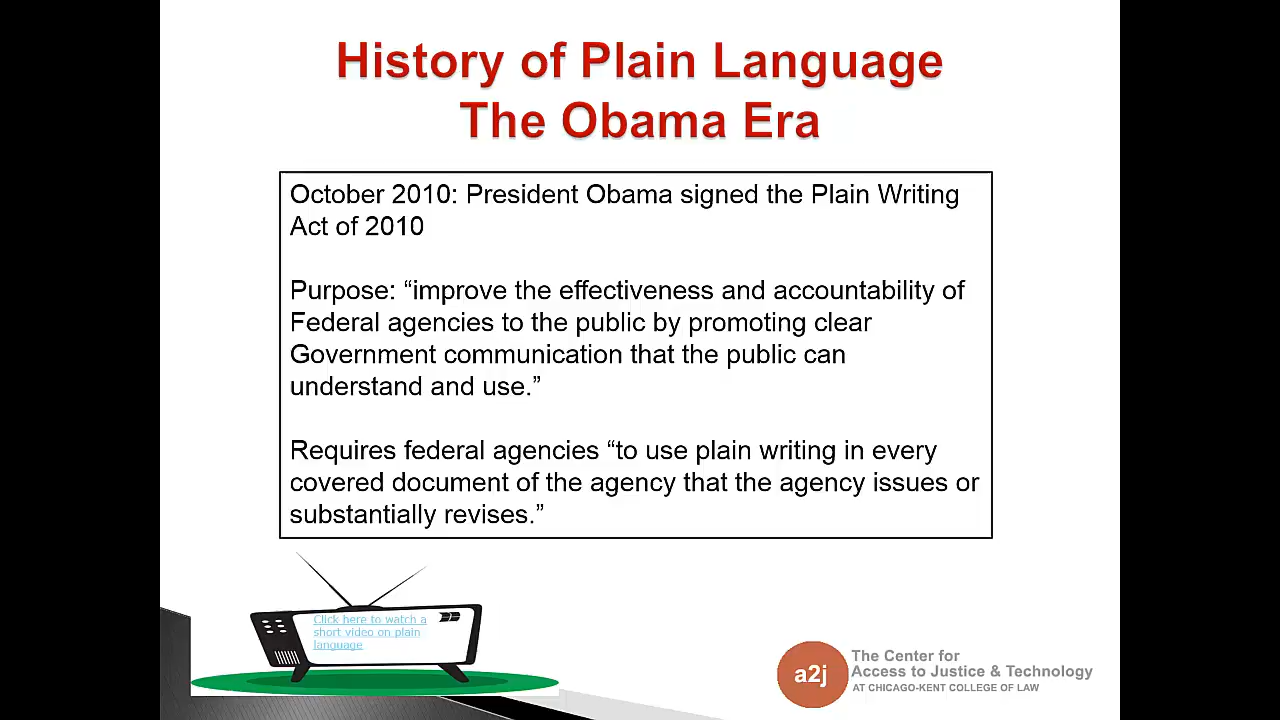 History of Plain Language
The Obama Era
October 2010: President Obama signed the Plain Writing
Act of 2010
Purpose: “improve the effectiveness and accountability of
Federal agencies to the public by promoting clear
Government communication that the public can
understand and use.”
Requires federal agencies “to use plain writing in every
covered document of the agency that the agency issues or
substantially revises.”
Click here to watch a
short video on plain
language
a2j
The Center for
Access to Justice & Technology
AT CHICAGO-KENT COLLEGE OF LAW